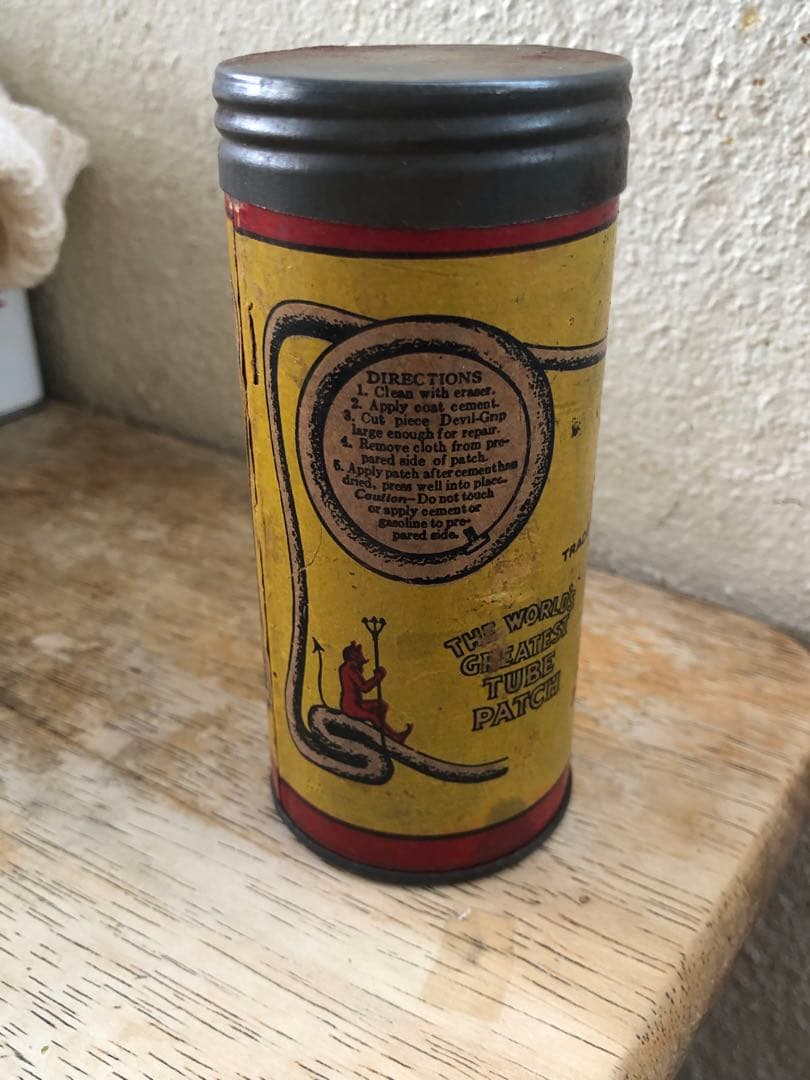 DIRECTIONS
1. Clean with eraser.
2. Apply coat cement.
3. Cut piece Devil-Grip
large enough for repair.
4. Remove cloth from pre-
pared side of patch.
5. Apply patch after cement has
dried, press well into place.
Caution—Do not touch
or apply cement or
gasoline to pre-
pared side.
THE WORLD'S
GREATEST
TUBE
PATCH